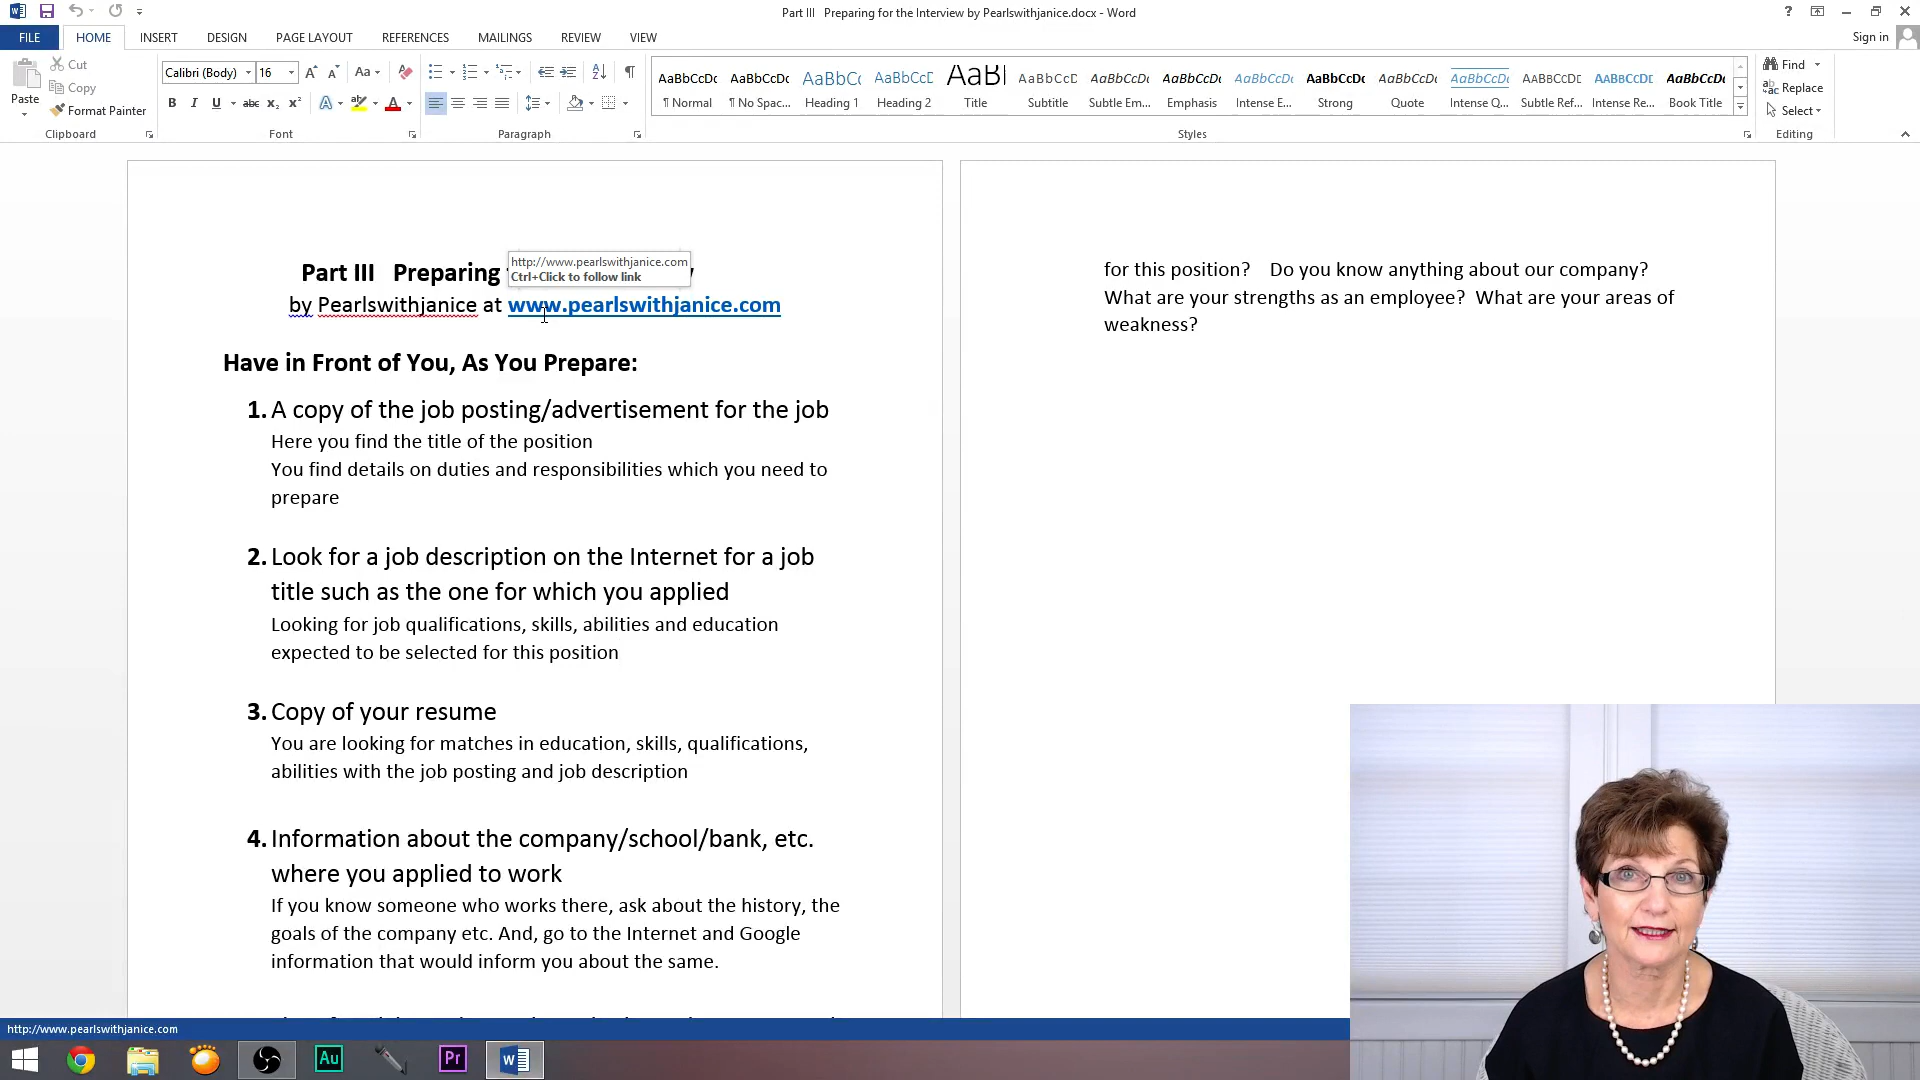 Part III   Preparing for the Interview by Pearlswithjanice.docx - Word
FILE
HOME
INSERT
DESIGN
PAGE LAYOUT
REFERENCES
MAILINGS
REVIEW
VIEW
Sign in
Paste
Cut
Copy
Format Painter
Clipboard
Calibri (Body)
16
Font
Paragraph
AaBbCcDc
¶ Normal
AaBbCcDc
¶ No Spac...
AaBbCc
Heading 1
AaBbCcD
Heading 2
AaBl
Title
AaBbCcD
Subtitle
AaBbCcDc
Subtle Em...
AaBbCcDc
Emphasis
AaBbCcDc
Intense E...
AaBbCcDc
Strong
AaBbCcDc
Quote
AaBbCcDc
Intense Q...
AABBCCDE
Subtle Ref...
AABBCCDE
Intense Re...
AaBbCcDc
Book Title
Styles
Find
Replace
Select
Editing
Part III   Preparing
http://www.pearlswithjanice.com
Ctrl+Click to follow link
by Pearlswithjanice at www.pearlswithjanice.com
Have in Front of You, As You Prepare:
1. A copy of the job posting/advertisement for the job
Here you find the title of the position
You find details on duties and responsibilities which you need to
prepare
2. Look for a job description on the Internet for a job
title such as the one for which you applied
Looking for job qualifications, skills, abilities and education
expected to be selected for this position
3. Copy of your resume
You are looking for matches in education, skills, qualifications,
abilities with the job posting and job description
4. Information about the company/school/bank, etc.
where you applied to work
If you know someone who works there, ask about the history, the
goals of the company etc. And, go to the Internet and Google
information that would inform you about the same.
for this position?    Do you know anything about our company?
What are your strengths as an employee?  What are your areas of
weakness?
http://www.pearlswithjanice.com
Au
Pr